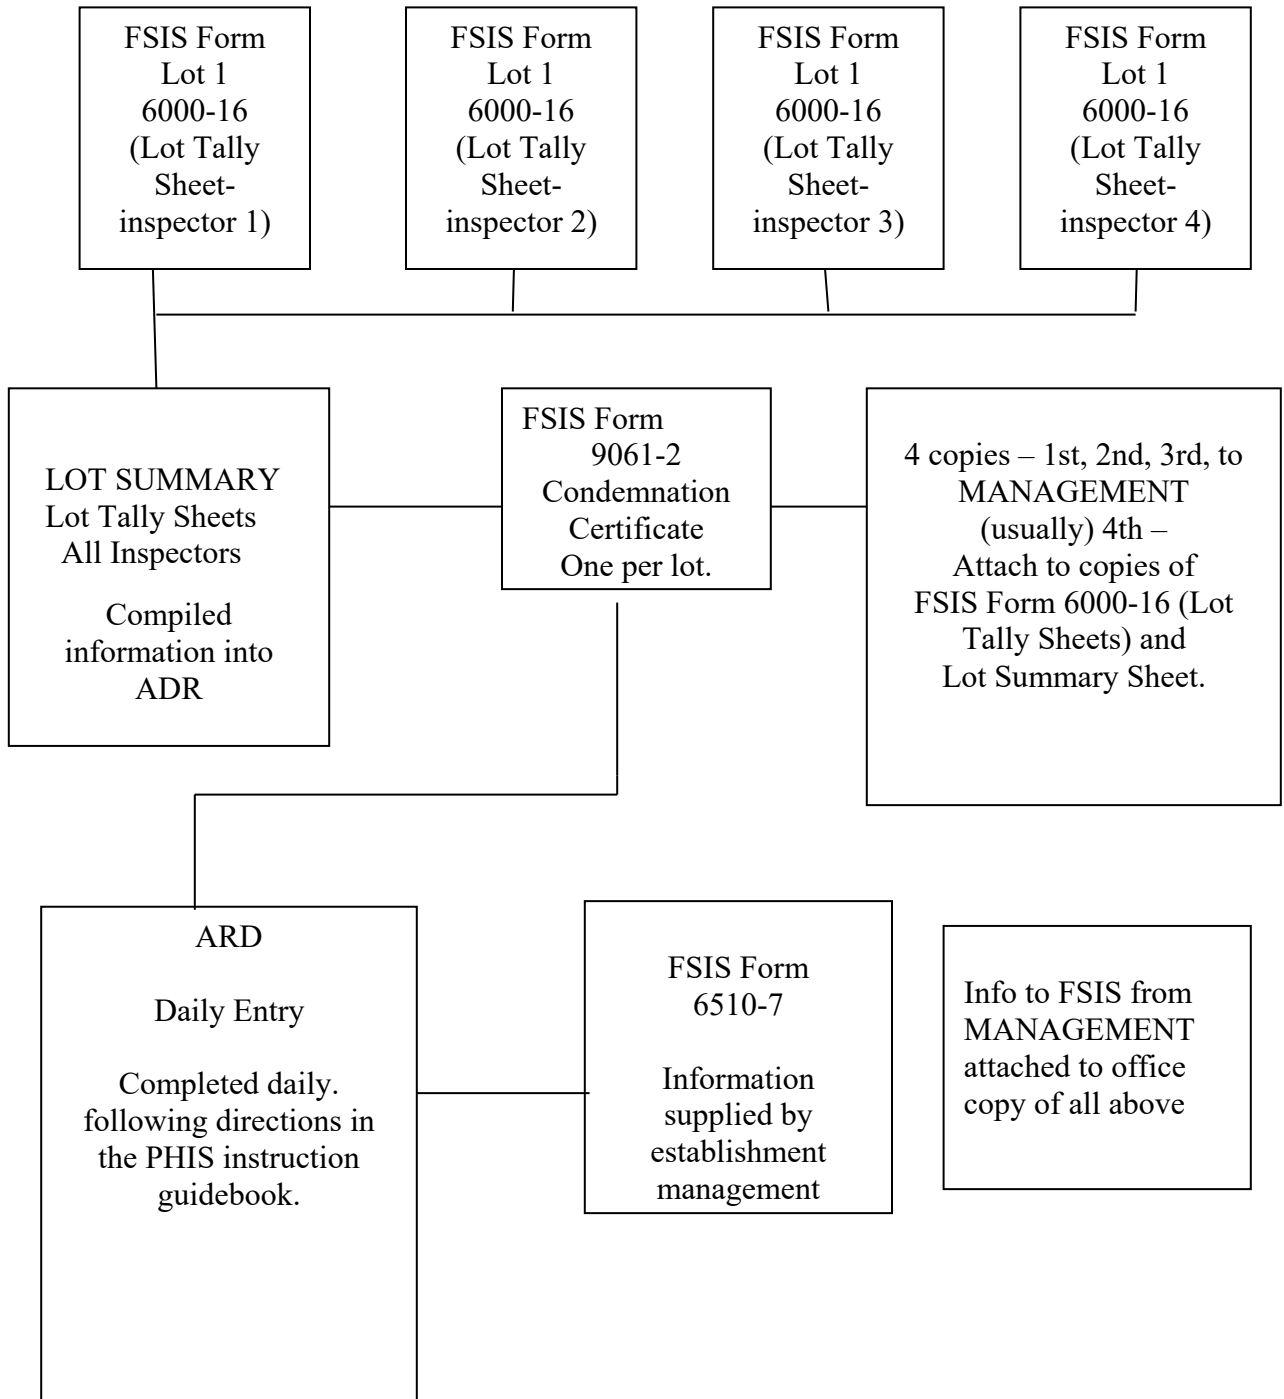 FSIS Form
Lot 1
6000-16
(Lot Tally
Sheet-
inspector 1)
FSIS Form
Lot 1
6000-16
(Lot Tally
Sheet-
inspector 2)
FSIS Form
Lot 1
6000-16
(Lot Tally
Sheet-
inspector 3)
FSIS Form
Lot 1
6000-16
(Lot Tally
Sheet-
inspector 4)
LOT SUMMARY
Lot Tally Sheets
All Inspectors
Compiled
information into
ADR
FSIS Form
9061-2
Condemnation
Certificate
One per lot.
4 copies – 1st, 2nd, 3rd, to
MANAGEMENT
(usually) 4th –
Attach to copies of
FSIS Form 6000-16 (Lot
Tally Sheets) and
Lot Summary Sheet.
ARD
Daily Entry
Completed daily.
following directions in
the PHIS instruction
guidebook.
FSIS Form
6510-7
Information
supplied by
establishment
management
Info to FSIS from
MANAGEMENT
attached to office
copy of all above